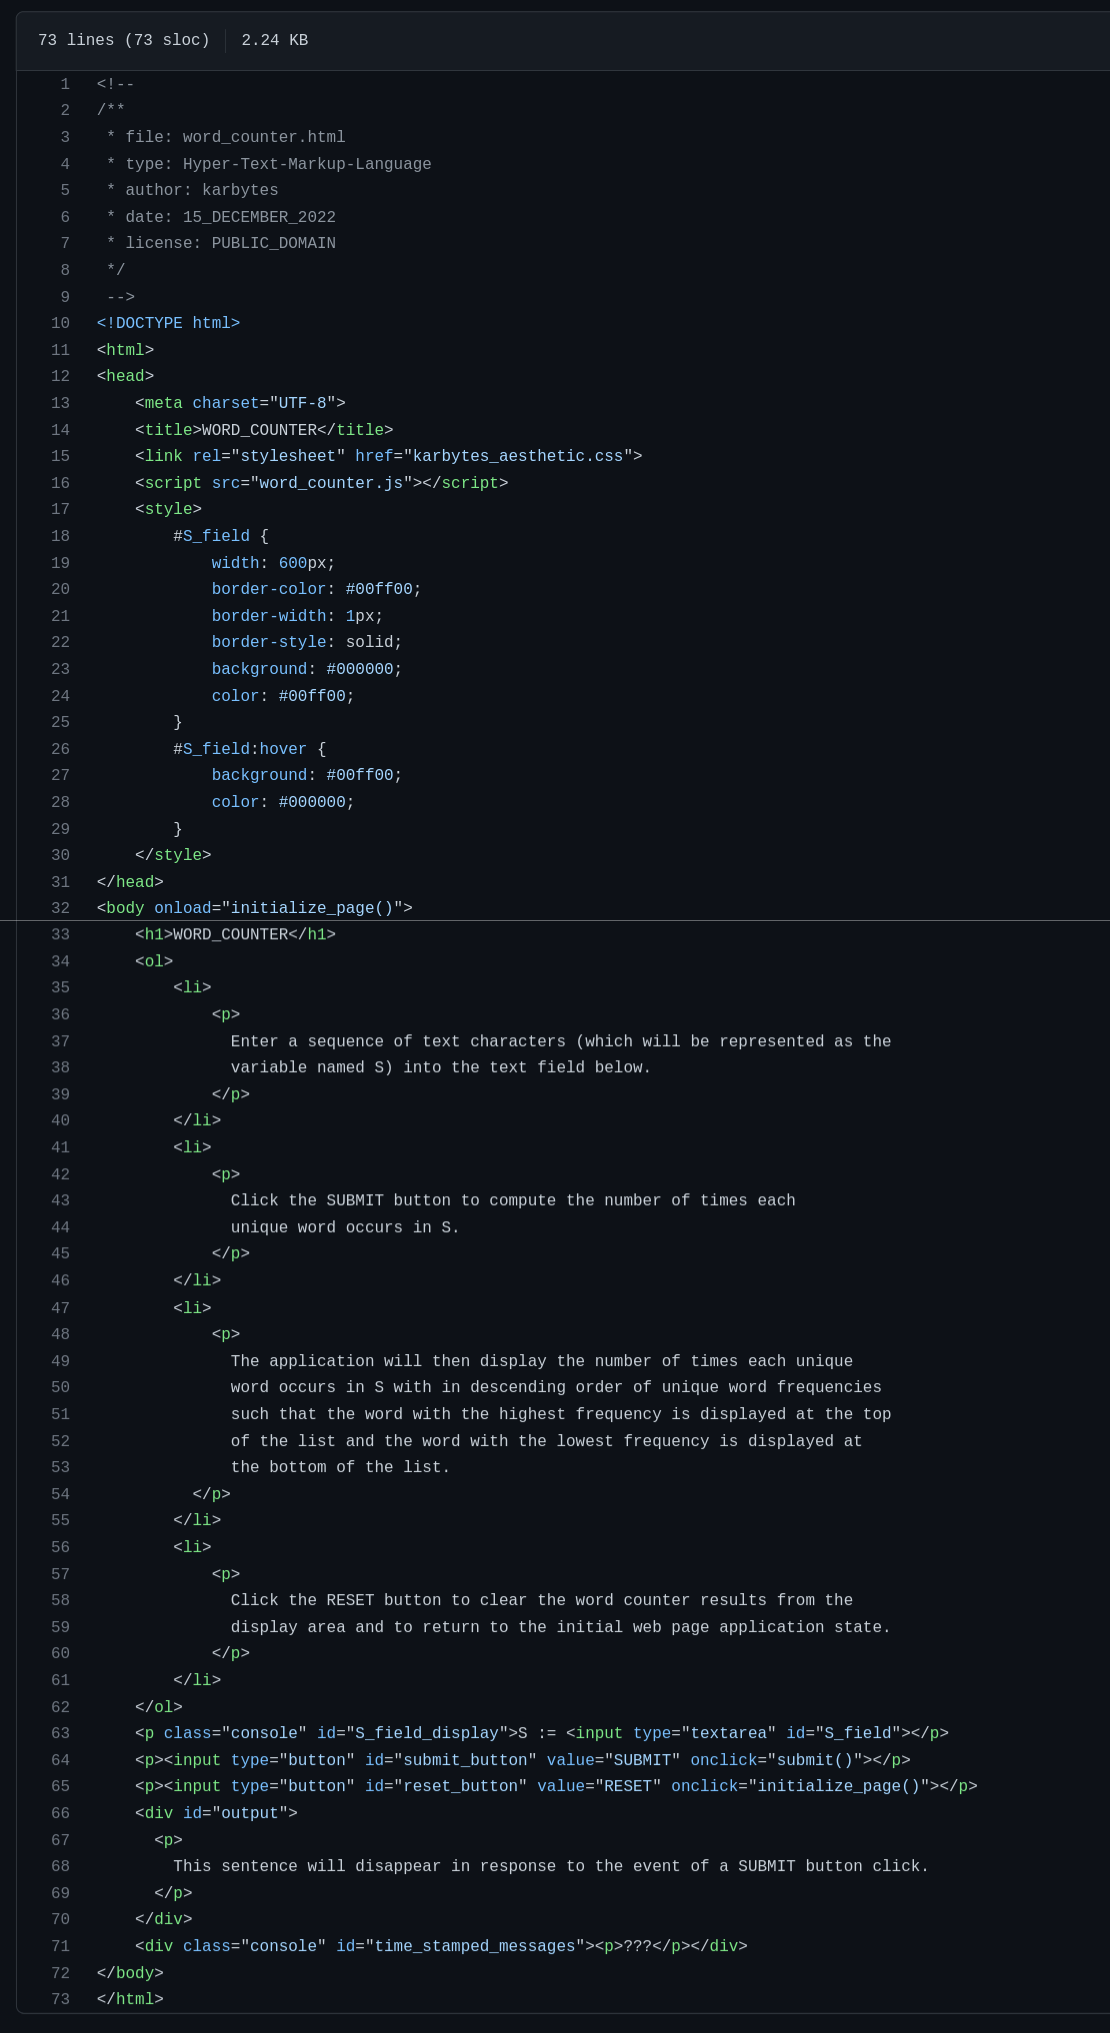 73 lines (73 sloc) 2.24 KB
1 <!--
2 /**
3  * file: word_counter.html
4  * type: Hyper-Text-Markup-Language
5  * author: karbytes
6  * date: 15_DECEMBER_2022
7  * license: PUBLIC_DOMAIN
8  */
9  -->
10 <!DOCTYPE html>
11 <html>
12 <head>
13     <meta charset="UTF-8">
14     <title>WORD_COUNTER</title>
15     <link rel="stylesheet" href="karbytes_aesthetic.css">
16     <script src="word_counter.js"></script>
17     <style>
18         #S_field {
19             width: 600px;
20             border-color: #00ff00;
21             border-width: 1px;
22             border-style: solid;
23             background: #000000;
24             color: #00ff00;
25         }
26         #S_field:hover {
27             background: #00ff00;
28             color: #000000;
29         }
30     </style>
31 </head>
32 <body onload="initialize_page()">
33     <h1>WORD_COUNTER</h1>
34     <ol>
35         <li>
36             <p>
37               Enter a sequence of text characters (which will be represented as the
38               variable named S) into the text field below.
39             </p>
40         </li>
41         <li>
42             <p>
43               Click the SUBMIT button to compute the number of times each
44               unique word occurs in S.
45             </p>
46         </li>
47         <li>
48             <p>
49               The application will then display the number of times each unique
50               word occurs in S with in descending order of unique word frequencies
51               such that the word with the highest frequency is displayed at the top
52               of the list and the word with the lowest frequency is displayed at
53               the bottom of the list.
54           </p>
55         </li>
56         <li>
57             <p>
58               Click the RESET button to clear the word counter results from the
59               display area and to return to the initial web page application state.
60             </p>
61         </li>
62     </ol>
63     <p class="console" id="S_field_display">S := <input type="textarea" id="S_field"></p>
64     <p><input type="button" id="submit_button" value="SUBMIT" onclick="submit()"></p>
65     <p><input type="button" id="reset_button" value="RESET" onclick="initialize_page()"></p>
66     <div id="output">
67       <p>
68         This sentence will disappear in response to the event of a SUBMIT button click.
69       </p>
70     </div>
71     <div class="console" id="time_stamped_messages"><p>???</p></div>
72 </body>
73 </html>